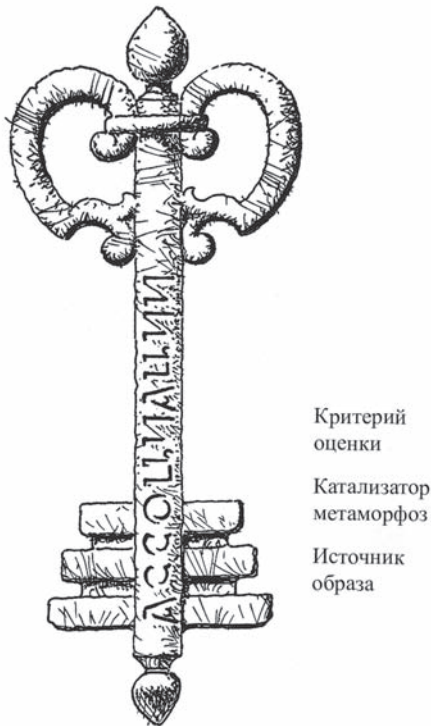 АССОЦИАЦИИ
Критерий
оценки
Катализатор
метаморфоз
Источник
образа